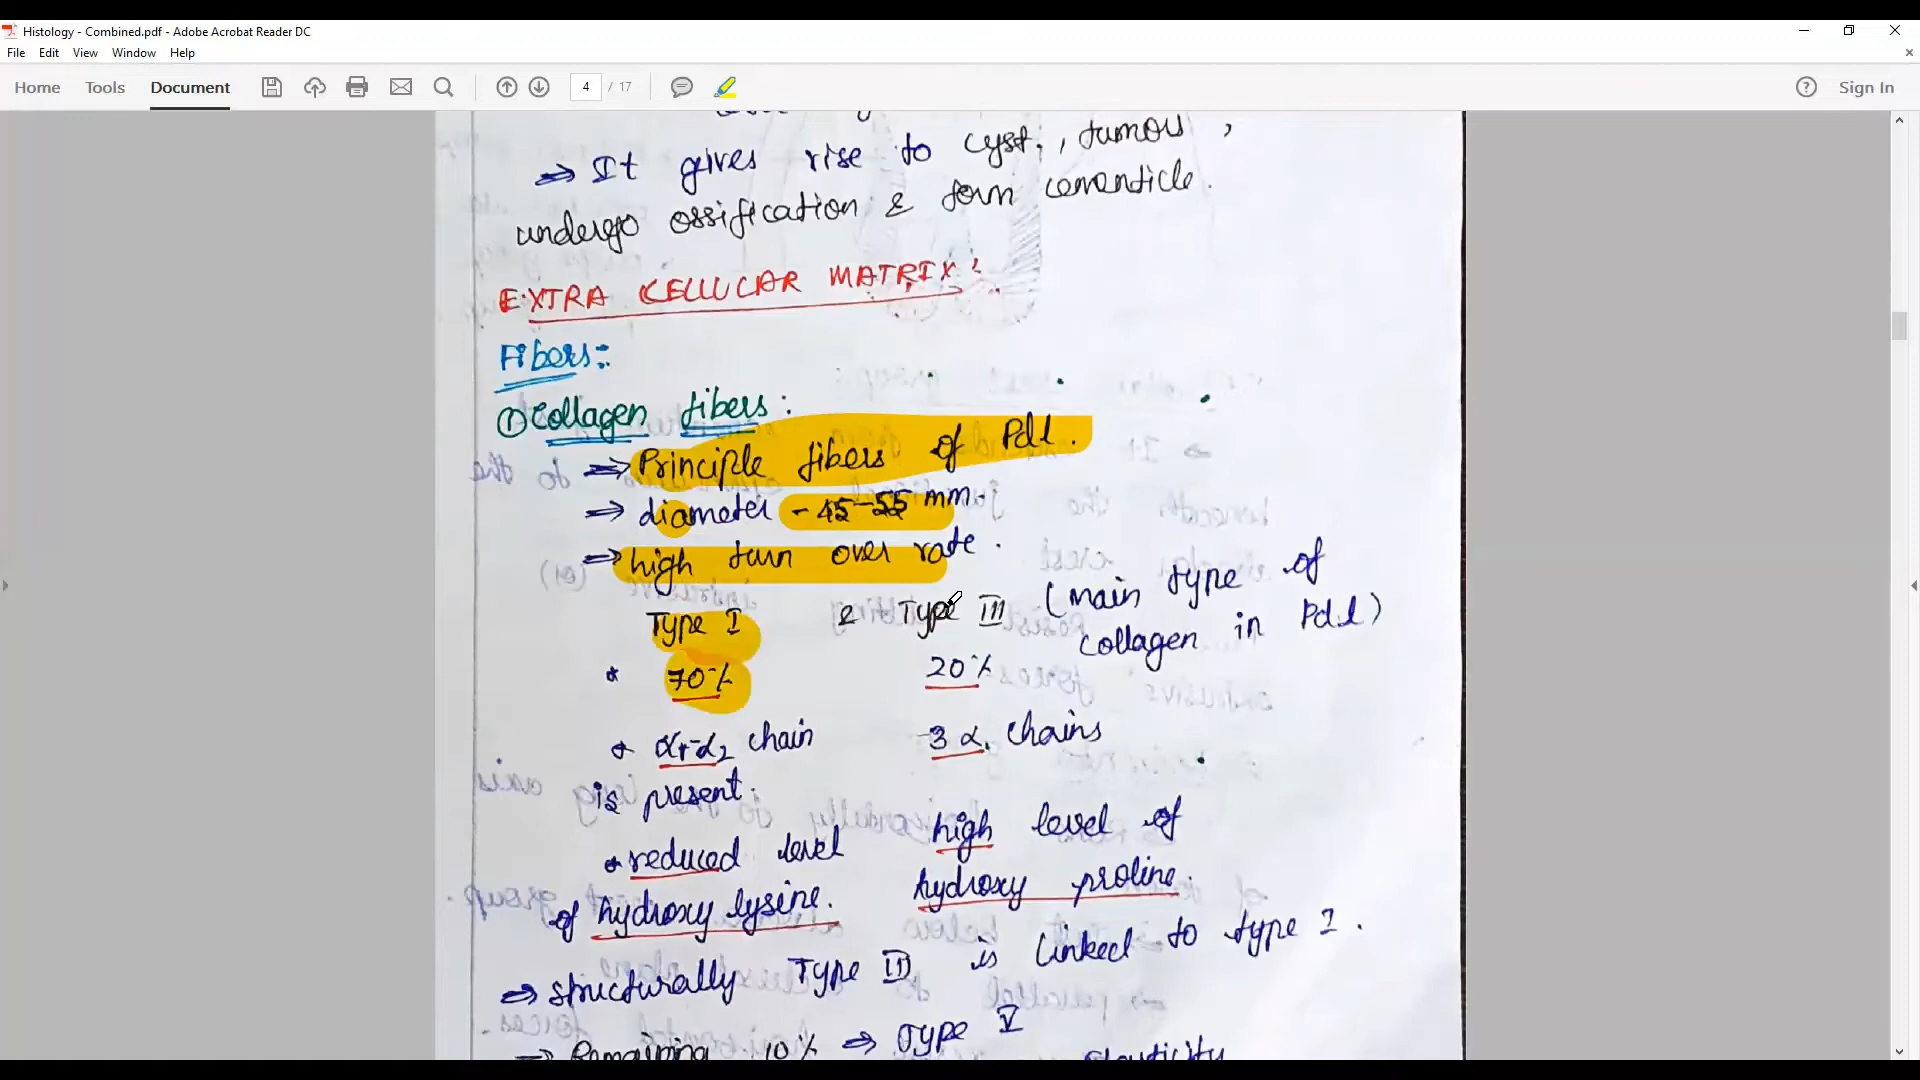 Histology - Combined.pdf - Adobe Acrobat Reader DC
File Edit View Window Help
Home Tools Document 4 / 17 Sign In
⇒ It gives rise to cyst, tumous,
undergo ossification & form cementicle.
EXTRA CELLULAR MATRIX:
Fibers:
① Collagen fibers:
⇒ Principle fibers of Pdl.
⇒ diameter - 45-55 mm.
⇒ high turn over rate.
Type I & Type III (main type of
collagen in Pdl)
* 70% 20%
* α1-α2 chain 3 α1 chains
is present.
* reduced level high level of
of hydroxy lysine. hydroxy proline.
⇒ structurally Type III is linked to type I.
⇒ Remaining 10% ⇒ Type V
elasticity